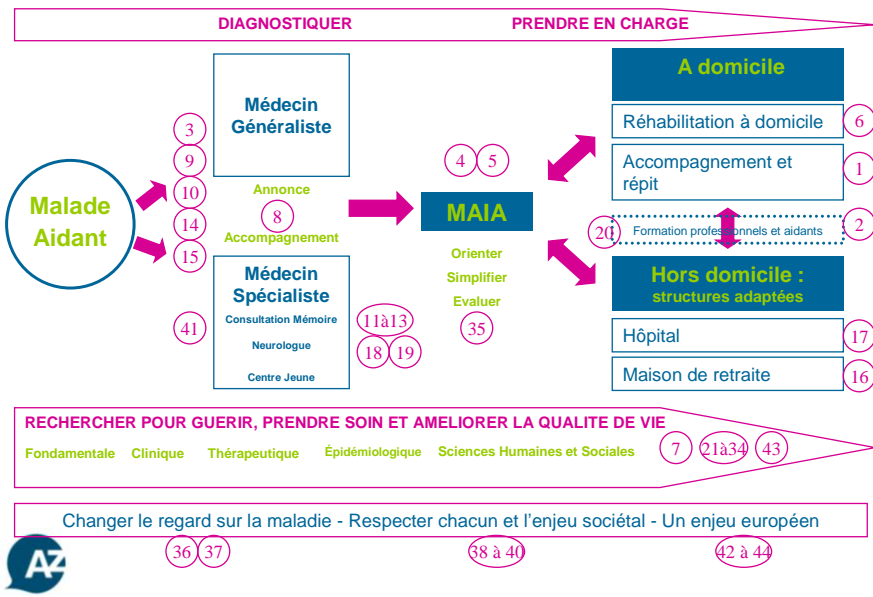 DIAGNOSTIQUER
PRENDRE EN CHARGE
Malade
Aidant
3
9
10
14
15
41
Médecin
Généraliste
Annonce
8
Accompagnement
Médecin
Spécialiste
Consultation Mémoire
Neurologue
Centre Jeune
11à13
18
19
4
5
MAIA
Orienter
Simplifier
Evaluer
35
A domicile
Réhabilitation à domicile
6
Accompagnement et
répit
1
20
Formation professionnels et aidants
2
Hors domicile :
structures adaptées
Hôpital
17
Maison de retraite
16
RECHERCHER POUR GUERIR, PRENDRE SOIN ET AMELIORER LA QUALITE DE VIE
Fondamentale Clinique Thérapeutique Épidémiologique Sciences Humaines et Sociales
7
21à34
43
Changer le regard sur la maladie - Respecter chacun et l'enjeu sociétal - Un enjeu européen
36
37
38 à 40
42 à 44
AZ